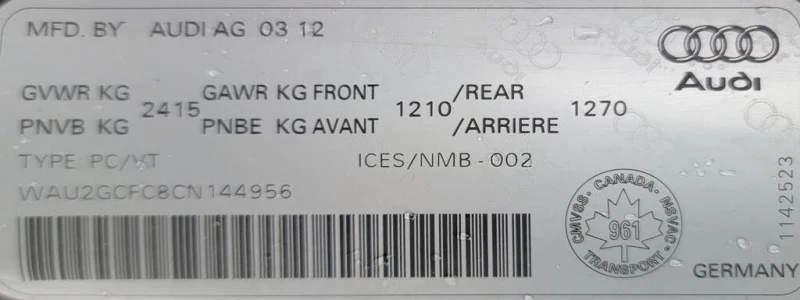 MFD. BY AUDI AG 03 12
Audi
GVWR KG 2415 GAWR KG FRONT 1210 /REAR 1270
PNVB KG PNBE KG AVANT /ARRIERE
TYPE PC/VT ICES/NMB - 002
WAU2GCFC8CN144956
CMVSS · CANADA · NSVAC · TRANSPORT
961
1142523
GERMANY